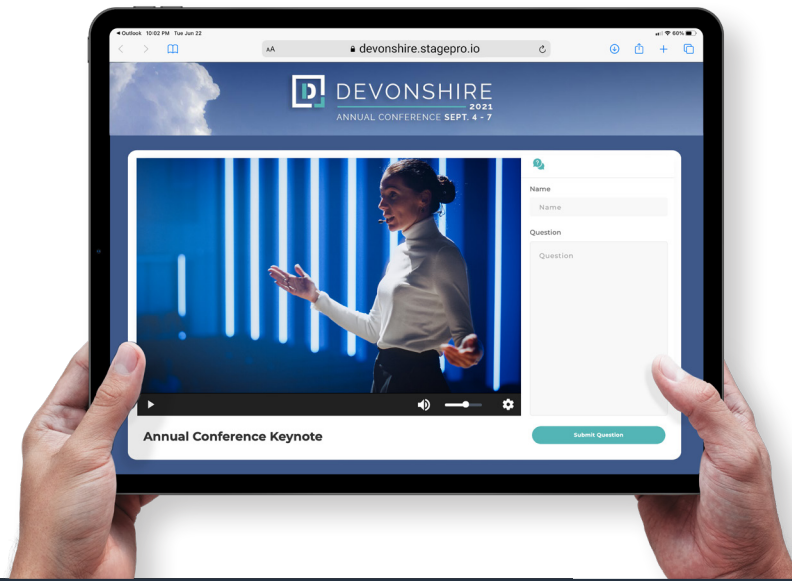 ◄ Outlook 10:02 PM Tue Jun 22
60%
AA
devonshire.stagepro.io
D
DEVONSHIRE
2021
ANNUAL CONFERENCE SEPT. 4 - 7
Name
Name
Question
Question
Annual Conference Keynote
Submit Question